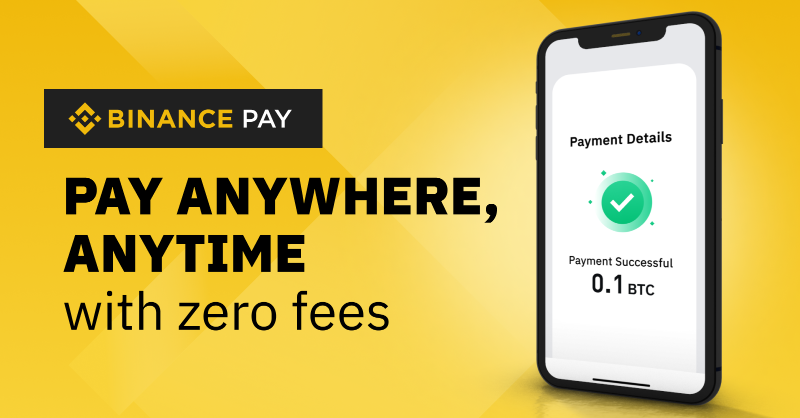 BINANCE PAY
PAY ANYWHERE,
ANYTIME
with zero fees
Payment Details
Payment Successful
0.1 BTC